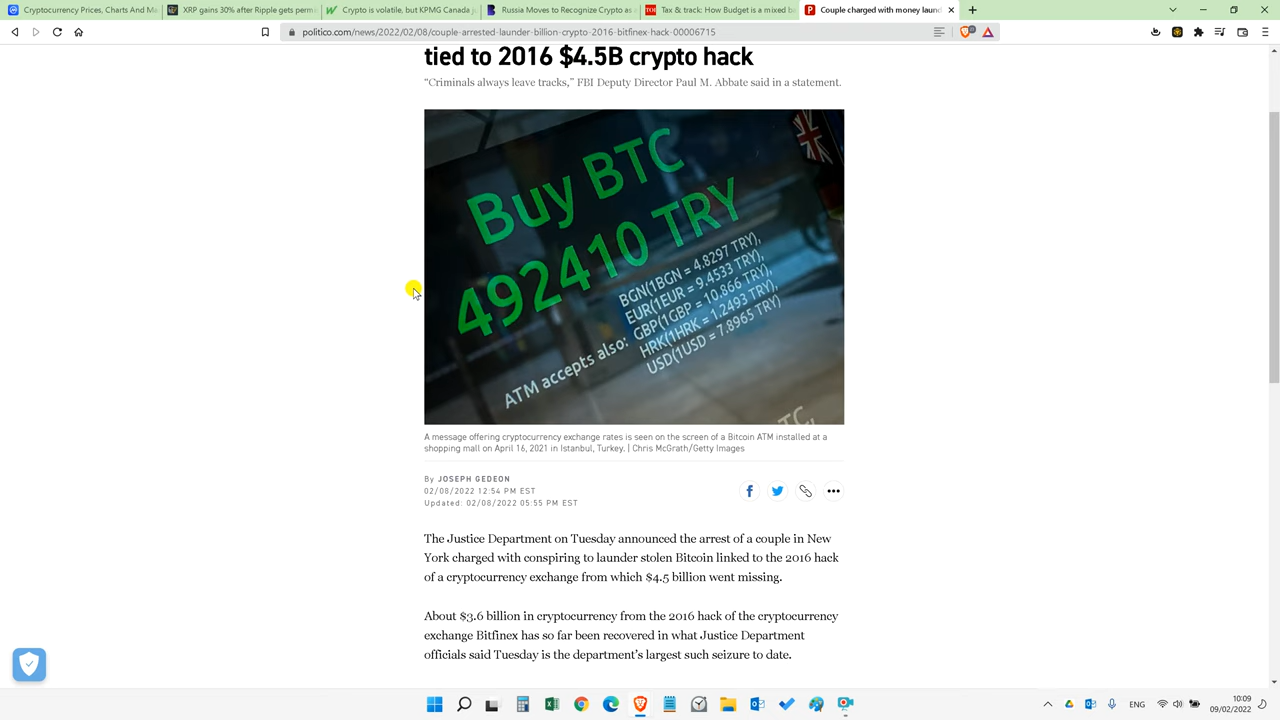 Cryptocurrency Prices, Charts And Ma
XRP gains 30% after Ripple gets perm
Crypto is volatile, but KPMG Canada j
Russia Moves to Recognize Crypto as
TOI
Tax & track: How Budget is a mixed b
Couple charged with money laun
politico.com/news/2022/02/08/couple-arrested-launder-billion-crypto-2016-bitfinex-hack-00006715
tied to 2016 $4.5B crypto hack
“Criminals always leave tracks,” FBI Deputy Director Paul M. Abbate said in a statement.
Buy BTC
492410 TRY
BGN(1BGN = 4.8297 TRY),
EUR(1EUR = 9.4533 TRY),
ATM accepts also: GBP(1GBP = 10.866 TRY),
HRK(1HRK = 1.2493 TRY),
USD(1USD = 7.8965 TRY)
TC,
A message offering cryptocurrency exchange rates is seen on the screen of a Bitcoin ATM installed at a
shopping mall on April 16, 2021 in Istanbul, Turkey. | Chris McGrath/Getty Images
By JOSEPH GEDEON
02/08/2022 12:54 PM EST
Updated: 02/08/2022 05:55 PM EST
The Justice Department on Tuesday announced the arrest of a couple in New
York charged with conspiring to launder stolen Bitcoin linked to the 2016 hack
of a cryptocurrency exchange from which $4.5 billion went missing.
About $3.6 billion in cryptocurrency from the 2016 hack of the cryptocurrency
exchange Bitfinex has so far been recovered in what Justice Department
officials said Tuesday is the department’s largest such seizure to date.
ENG
10:09
09/02/2022